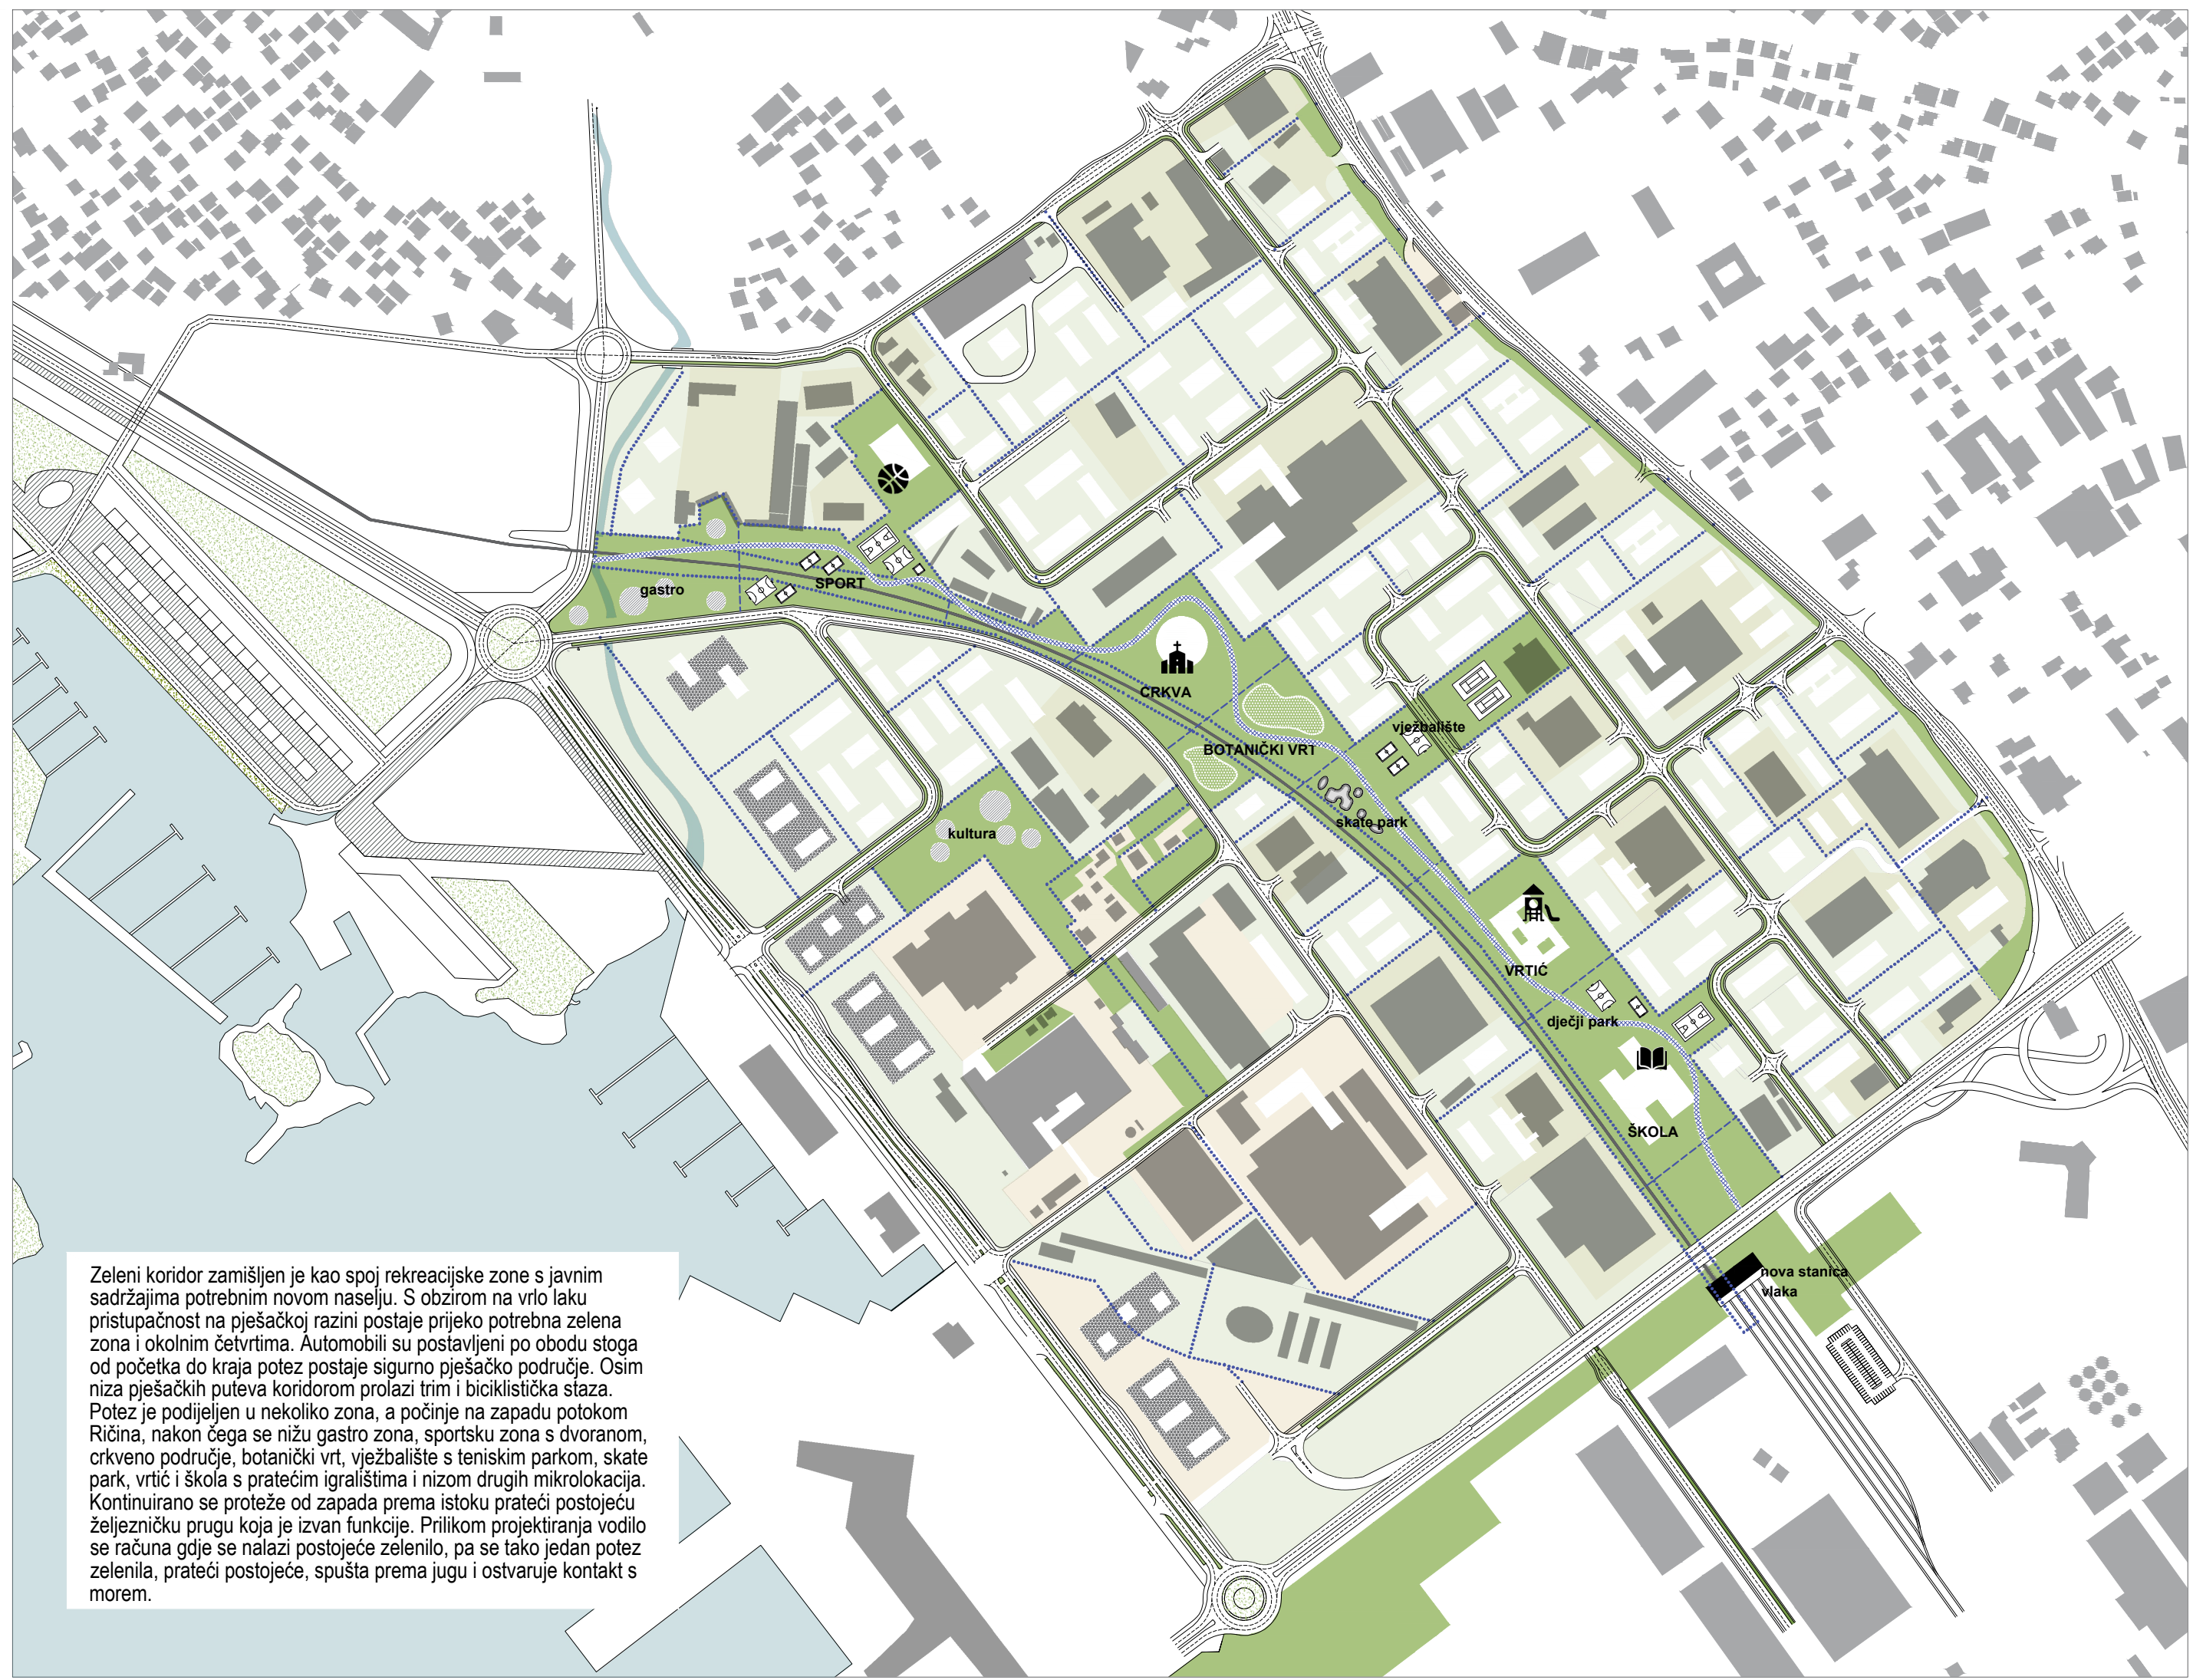 gastro
SPORT
CRKVA
BOTANIČKI VRT
vježbalište
skate park
kultura
VRTIĆ
dječji park
ŠKOLA
nova stanica
vlaka
Zeleni koridor zamišljen je kao spoj rekreacijske zone s javnim
sadržajima potrebnim novom naselju. S obzirom na vrlo laku
pristupačnost na pješačkoj razini postaje prijeko potrebna zelena
zona i okolnim četvrtima. Automobili su postavljeni po obodu stoga
od početka do kraja potez postaje sigurno pješačko područje. Osim
niza pješačkih puteva koridorom prolazi trim i biciklistička staza.
Potez je podijeljen u nekoliko zona, a počinje na zapadu potokom
Ričina, nakon čega se nižu gastro zona, sportsku zona s dvoranom,
crkveno područje, botanički vrt, vježbalište s teniskim parkom, skate
park, vrtić i škola s pratećim igralištima i nizom drugih mikrolokacija.
Kontinuirano se proteže od zapada prema istoku prateći postojeću
željezničku prugu koja je izvan funkcije. Prilikom projektiranja vodilo
se računa gdje se nalazi postojeće zelenilo, pa se tako jedan potez
zelenila, prateći postojeće, spušta prema jugu i ostvaruje kontakt s
morem.